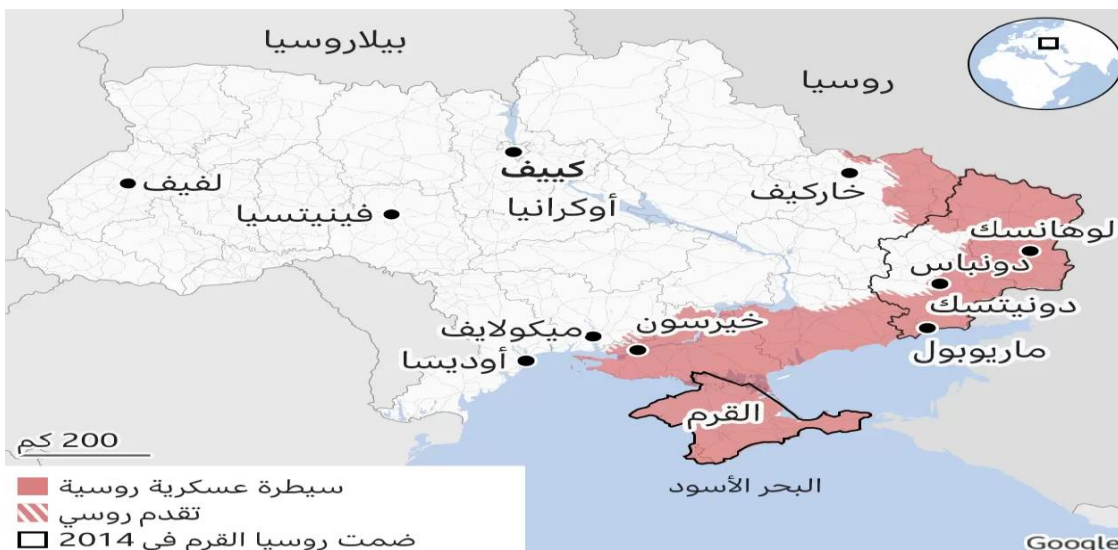 بيلاروسيا
روسيا
كييف
أوكرانيا
لفيف
فينيتسيا
خاركيف
لوهانسك
دونباس
دونيتسك
ماريوبول
خيرسون
ميكولايف
أوديسا
القرم
200 كم
البحر الأسود
سيطرة عسكرية روسية
تقدم روسي
ضمت روسيا القرم في 2014
Google